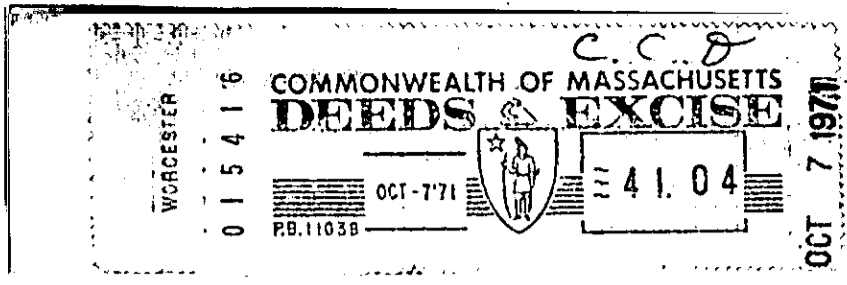 C. C. D
WORCESTER
015416
COMMONWEALTH OF MASSACHUSETTS
DEEDS EXCISE
OCT-7'71
41.04
P.B.11038
OCT 7 1971